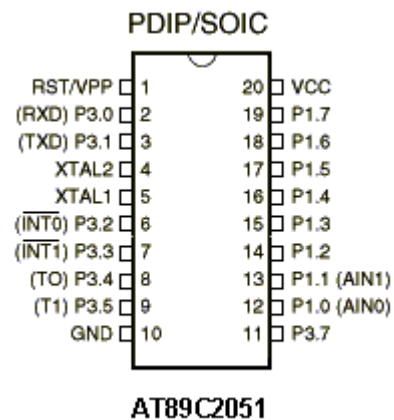 PDIP/SOIC
RST/VPP 1 20 VCC
(RXD) P3.0 2 19 P1.7
(TXD) P3.1 3 18 P1.6
XTAL2 4 17 P1.5
XTAL1 5 16 P1.4
(INT0) P3.2 6 15 P1.3
(INT1) P3.3 7 14 P1.2
(TO) P3.4 8 13 P1.1 (AIN1)
(T1) P3.5 9 12 P1.0 (AIN0)
GND 10 11 P3.7
AT89C2051